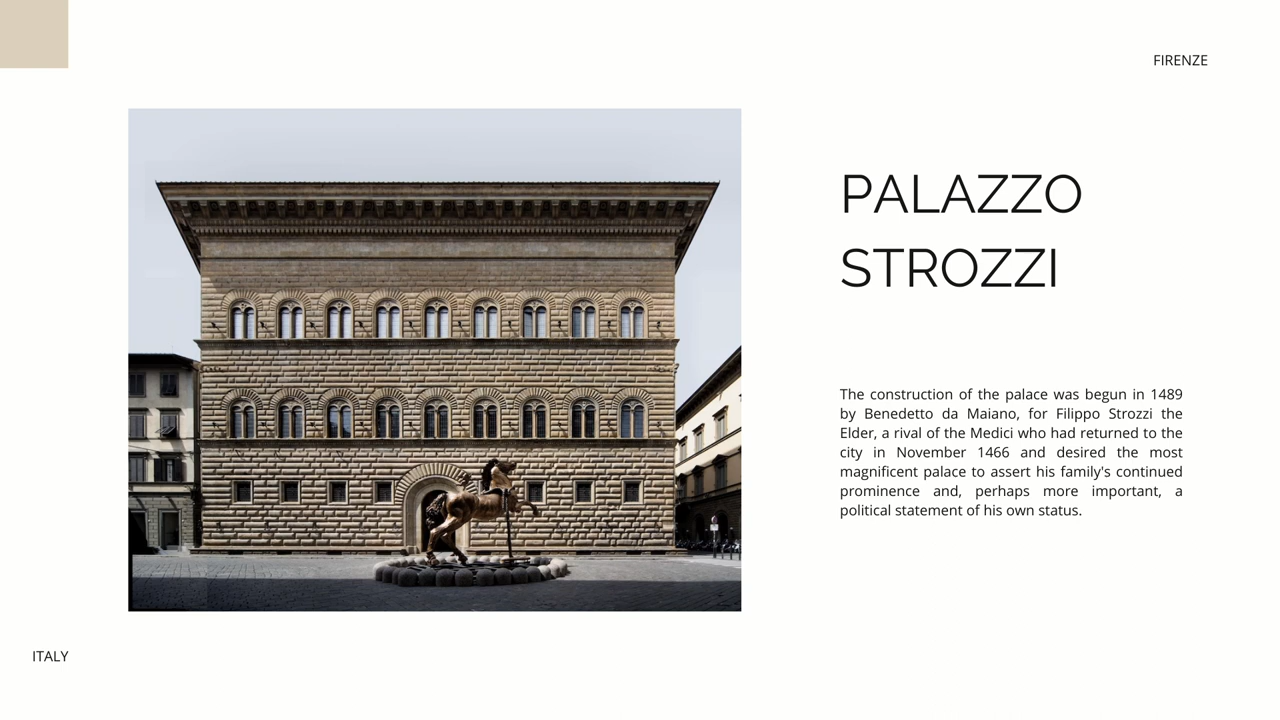 FIRENZE
PALAZZO
STROZZI
The construction of the palace was begun in 1489
by Benedetto da Maiano, for Filippo Strozzi the
Elder, a rival of the Medici who had returned to the
city in November 1466 and desired the most
magnificent palace to assert his family's continued
prominence and, perhaps more important, a
political statement of his own status.
ITALY